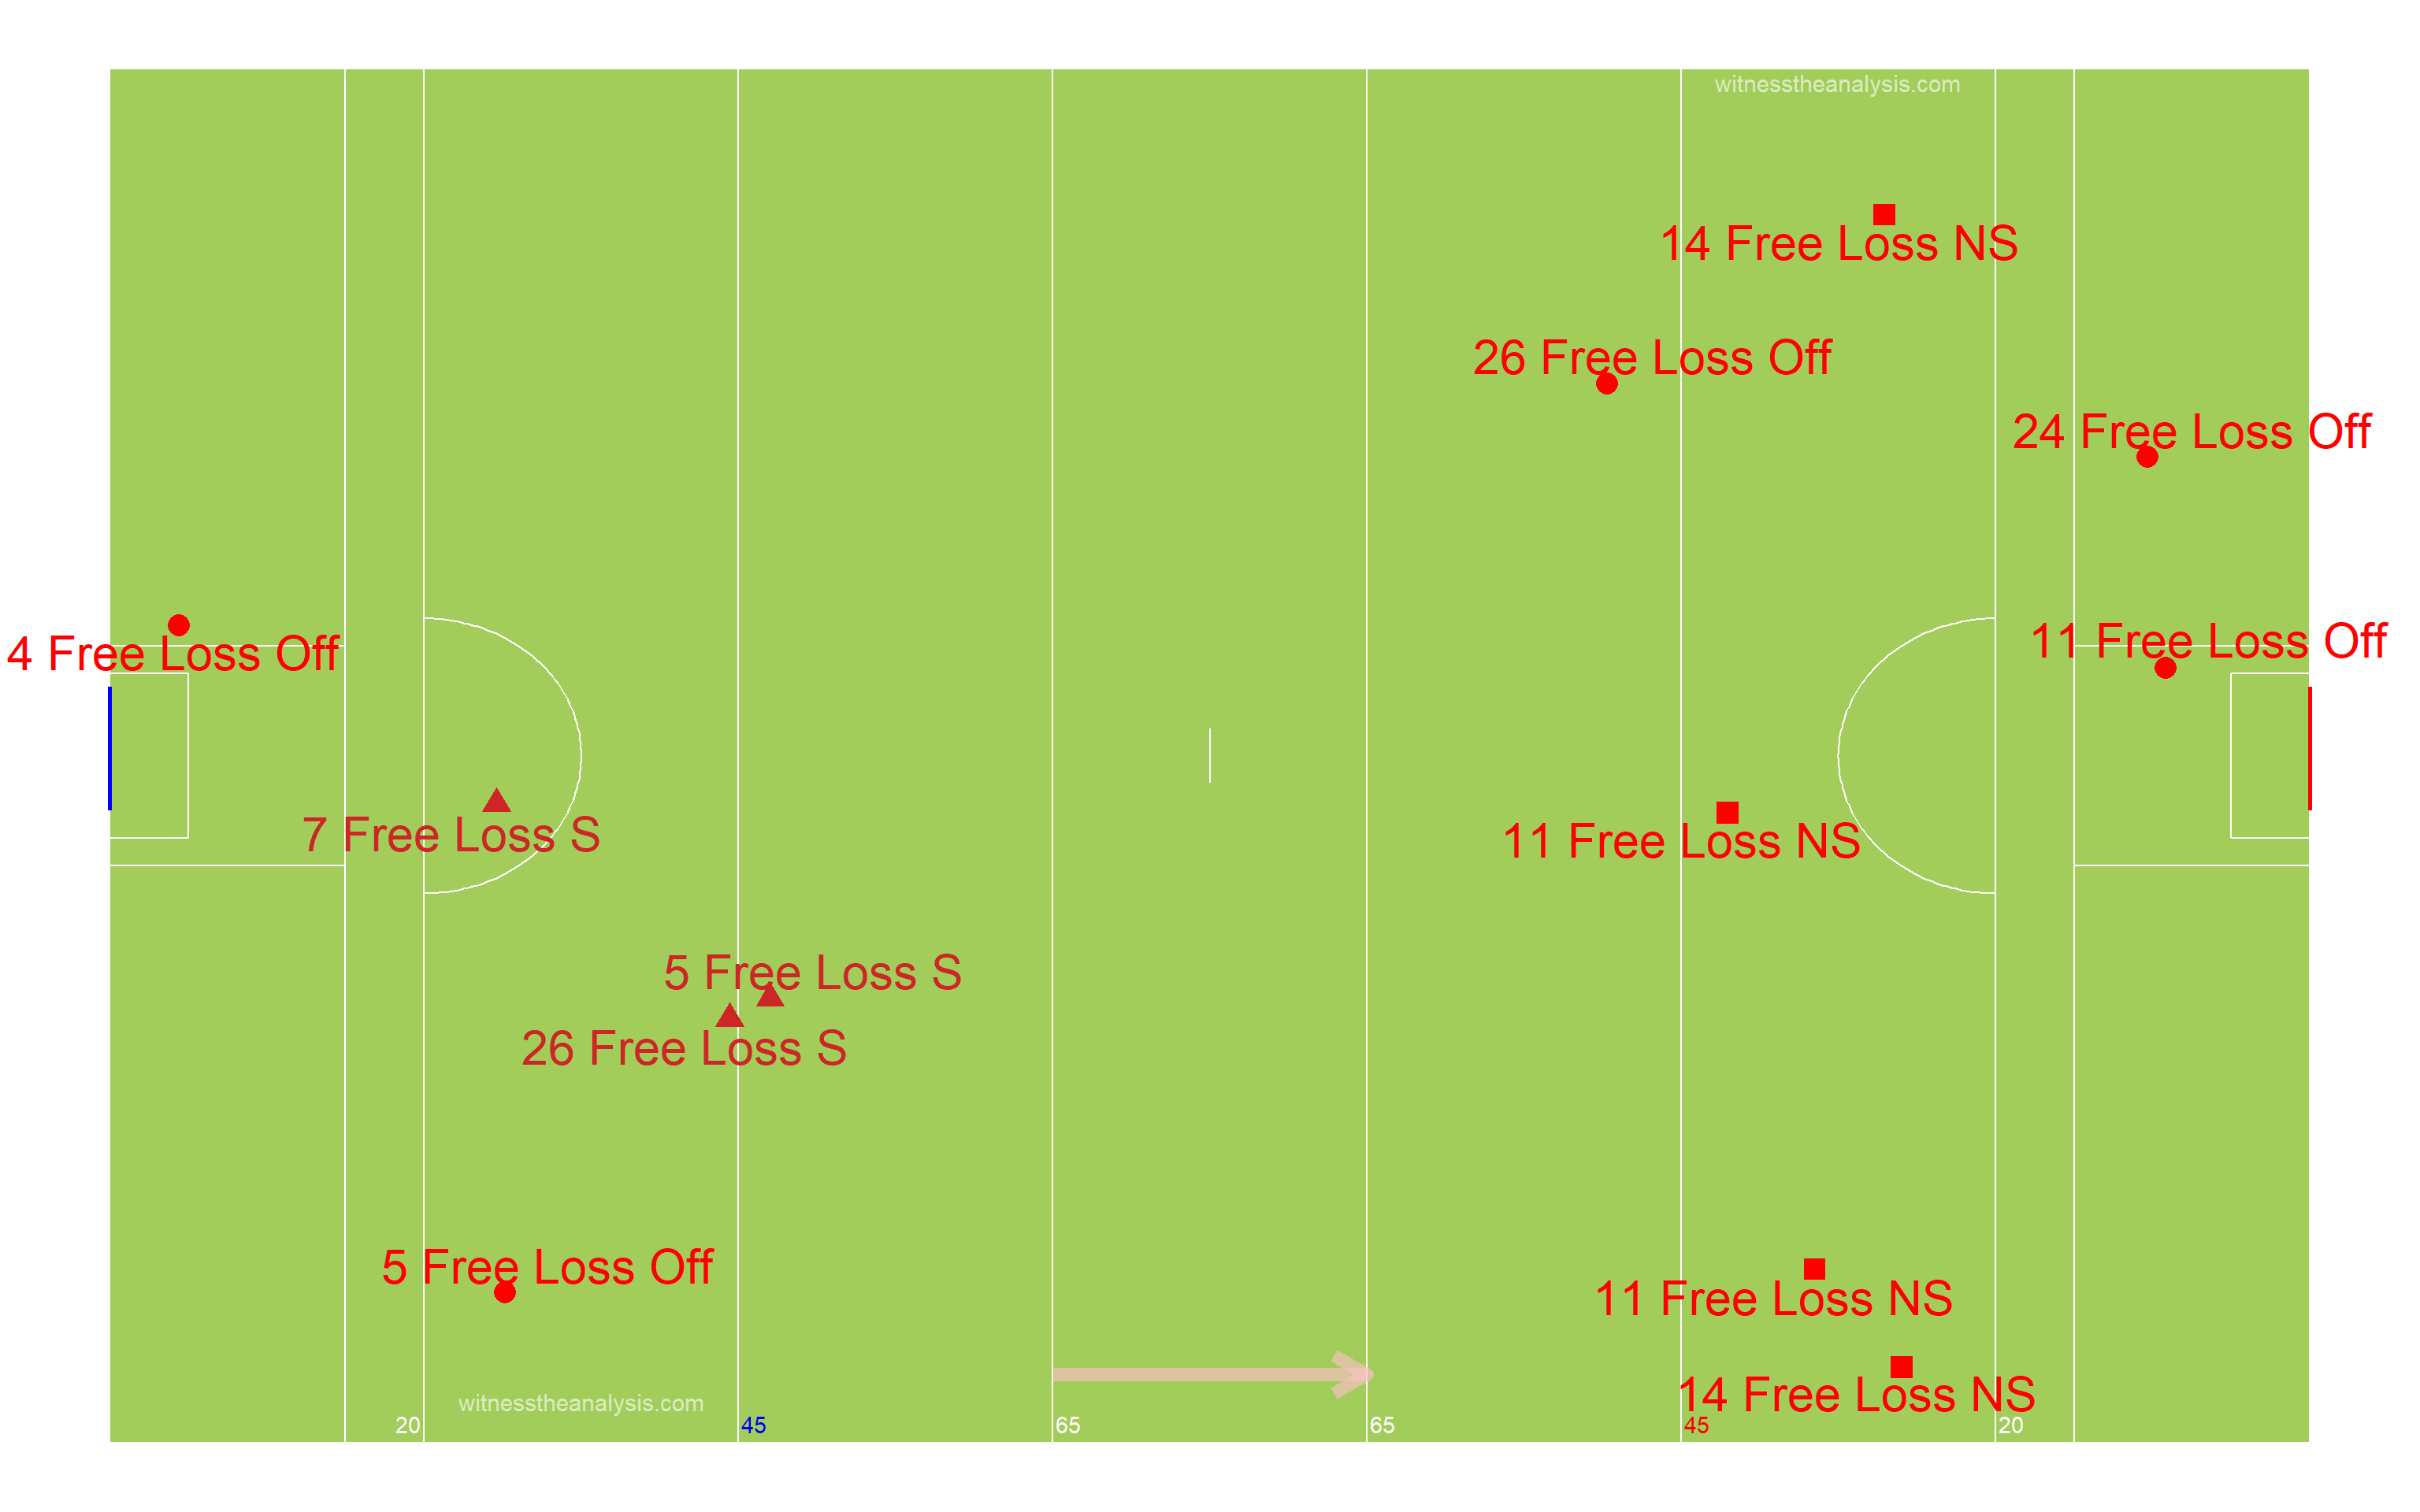 witnesstheanalysis.com
14 Free Loss NS
26 Free Loss Off
24 Free Loss Off
4 Free Loss Off
11 Free Loss Off
7 Free Loss S
11 Free Loss NS
5 Free Loss S
26 Free Loss S
5 Free Loss Off
11 Free Loss NS
14 Free Loss NS
witnesstheanalysis.com
20
45
65
65
45
20